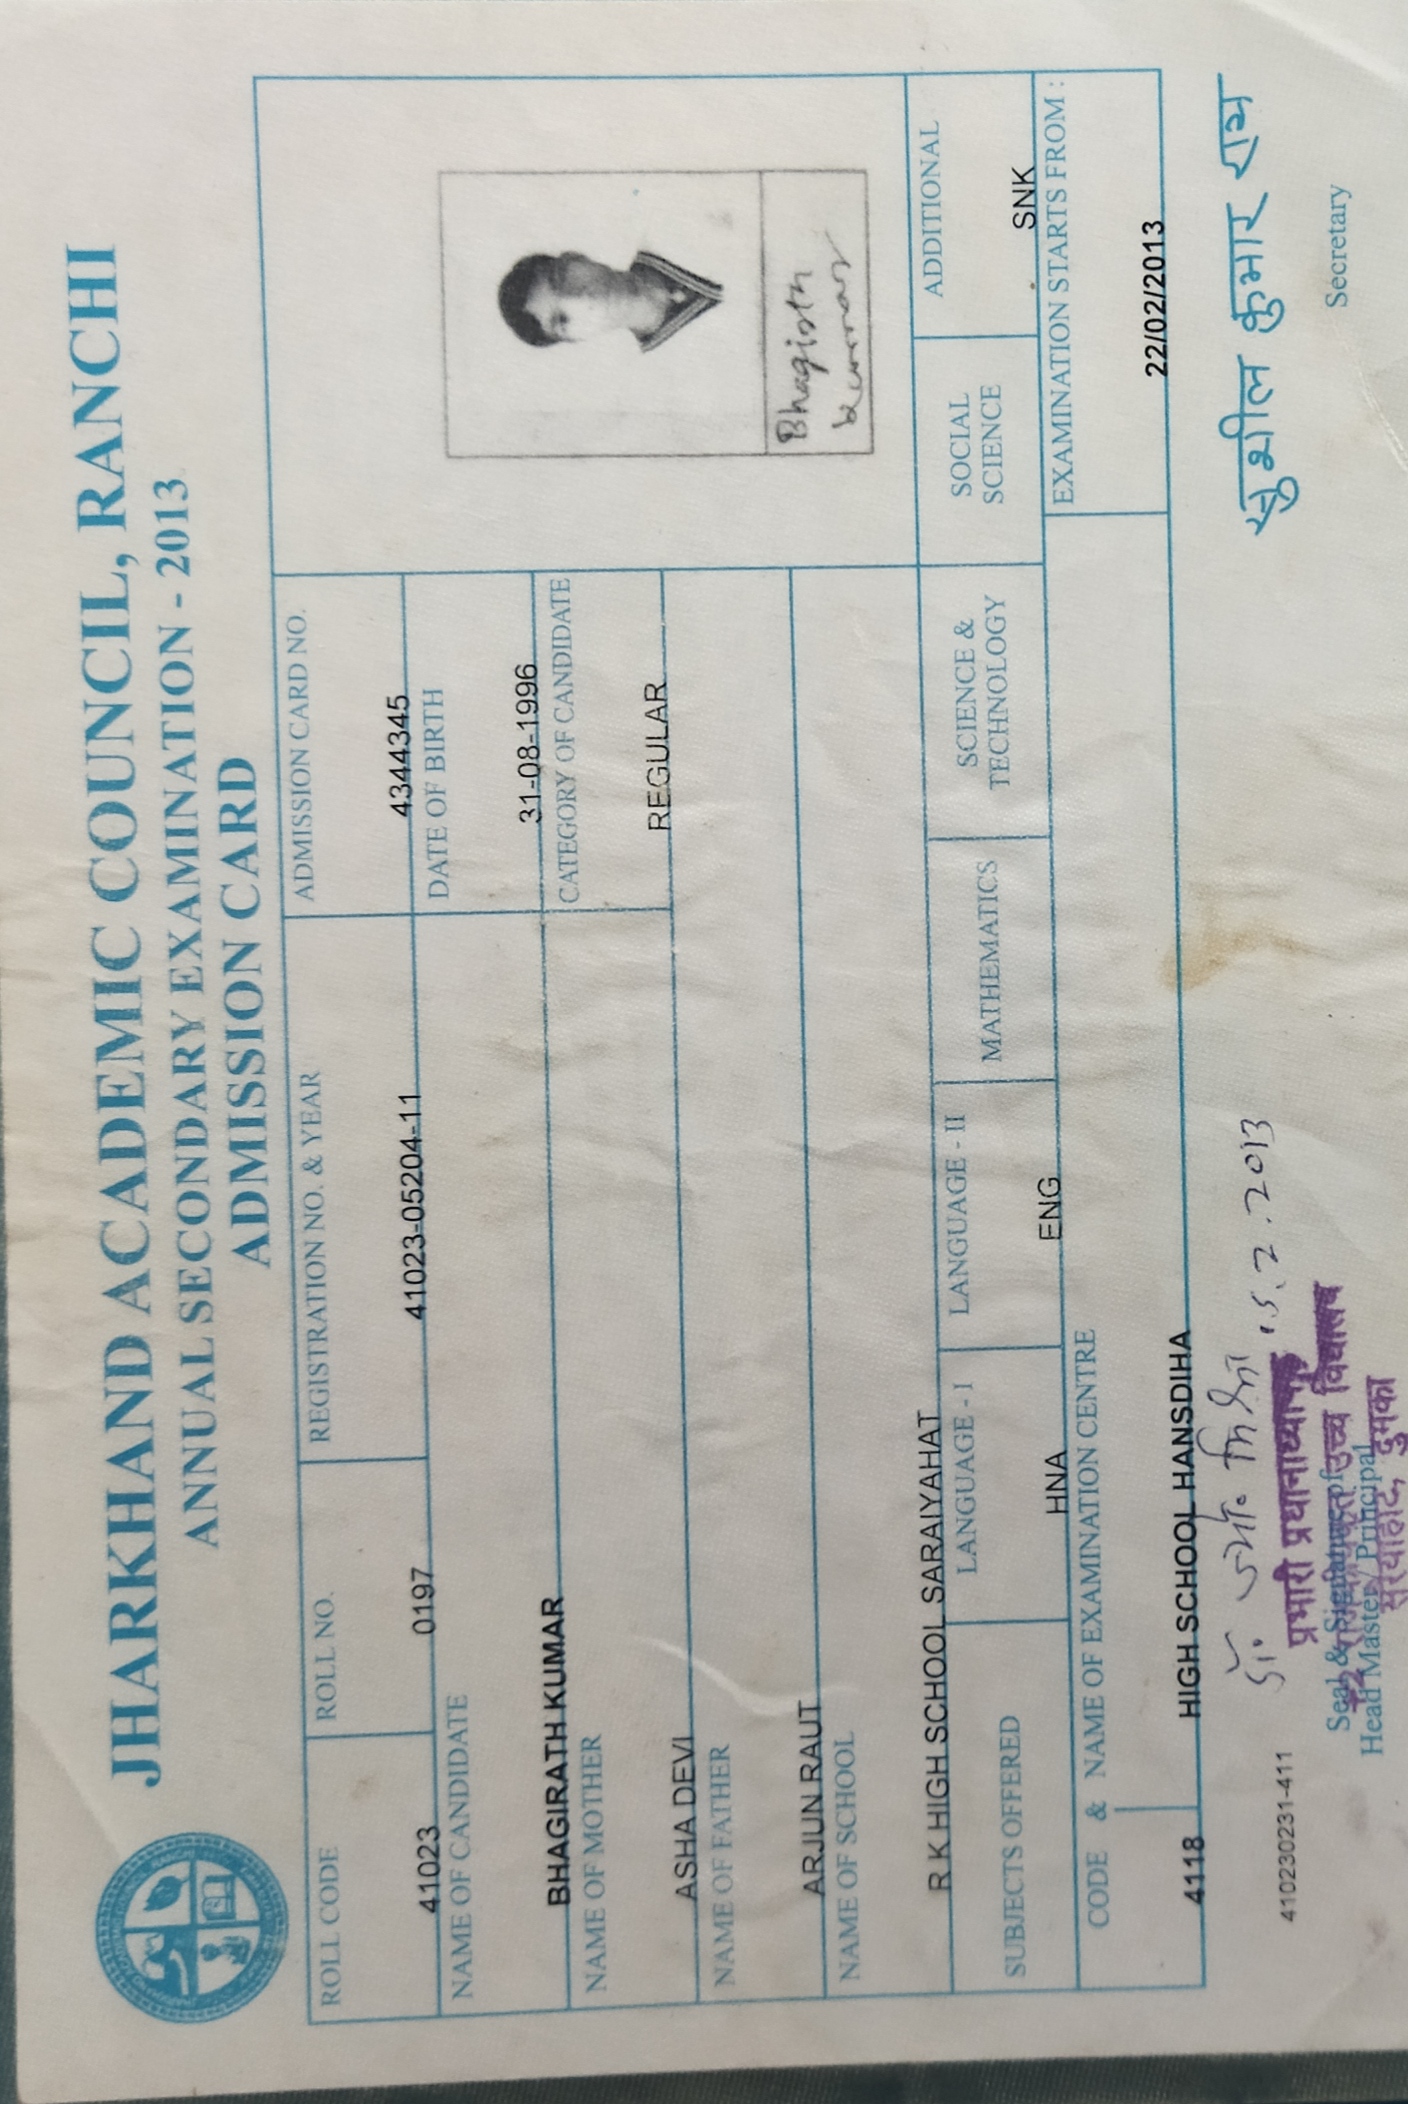 JHARKHAND ACADEMIC COUNCIL, RANCHI
ANNUAL SECONDARY EXAMINATION - 2013
ADMISSION CARD
ROLL CODE
41023
ROLL NO.
0197
REGISTRATION NO. & YEAR
41023-05204-11
ADMISSION CARD NO.
4344345
NAME OF CANDIDATE
BHAGIRATH KUMAR
DATE OF BIRTH
31-08-1996
NAME OF MOTHER
ASHA DEVI
CATEGORY OF CANDIDATE
REGULAR
NAME OF FATHER
ARJUN RAUT
NAME OF SCHOOL
R K HIGH SCHOOL SARAIYAHAT
Kumar
SUBJECTS OFFERED
LANGUAGE - I
HNA
LANGUAGE - II
ENG
MATHEMATICS
SCIENCE &
TECHNOLOGY
SOCIAL
SCIENCE
ADDITIONAL
SNK
CODE & NAME OF EXAMINATION CENTRE
4118
HIGH SCHOOL HANSDIHA
EXAMINATION STARTS FROM :
22/02/2013
410230231-411
2.2013
प्रभारी प्रधानाध्यापक
उच्च विद्यालय
सरैयाहाट, दुमका
Seal & Signature of
Head Master / Principal
सुशील कुमार राय
Secretary